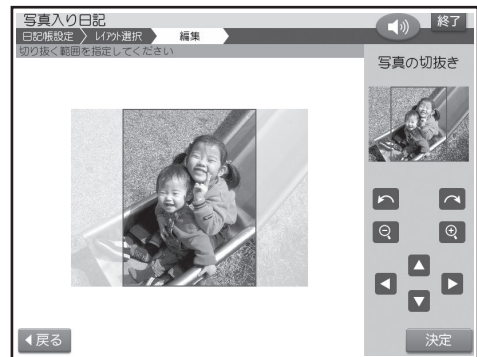 写真入り日記
終了
日記帳設定 レイアウト選択 編集
切り抜く範囲を指定してください
写真の切抜き
戻る
決定